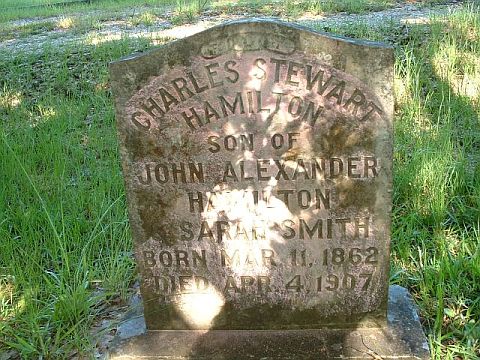 CHARLES STEWART
HAMILTON
SON OF
JOHN ALEXANDER
HAMILTON
& SARAH SMITH
BORN MAR. 11, 1862
DIED APR. 4, 1907